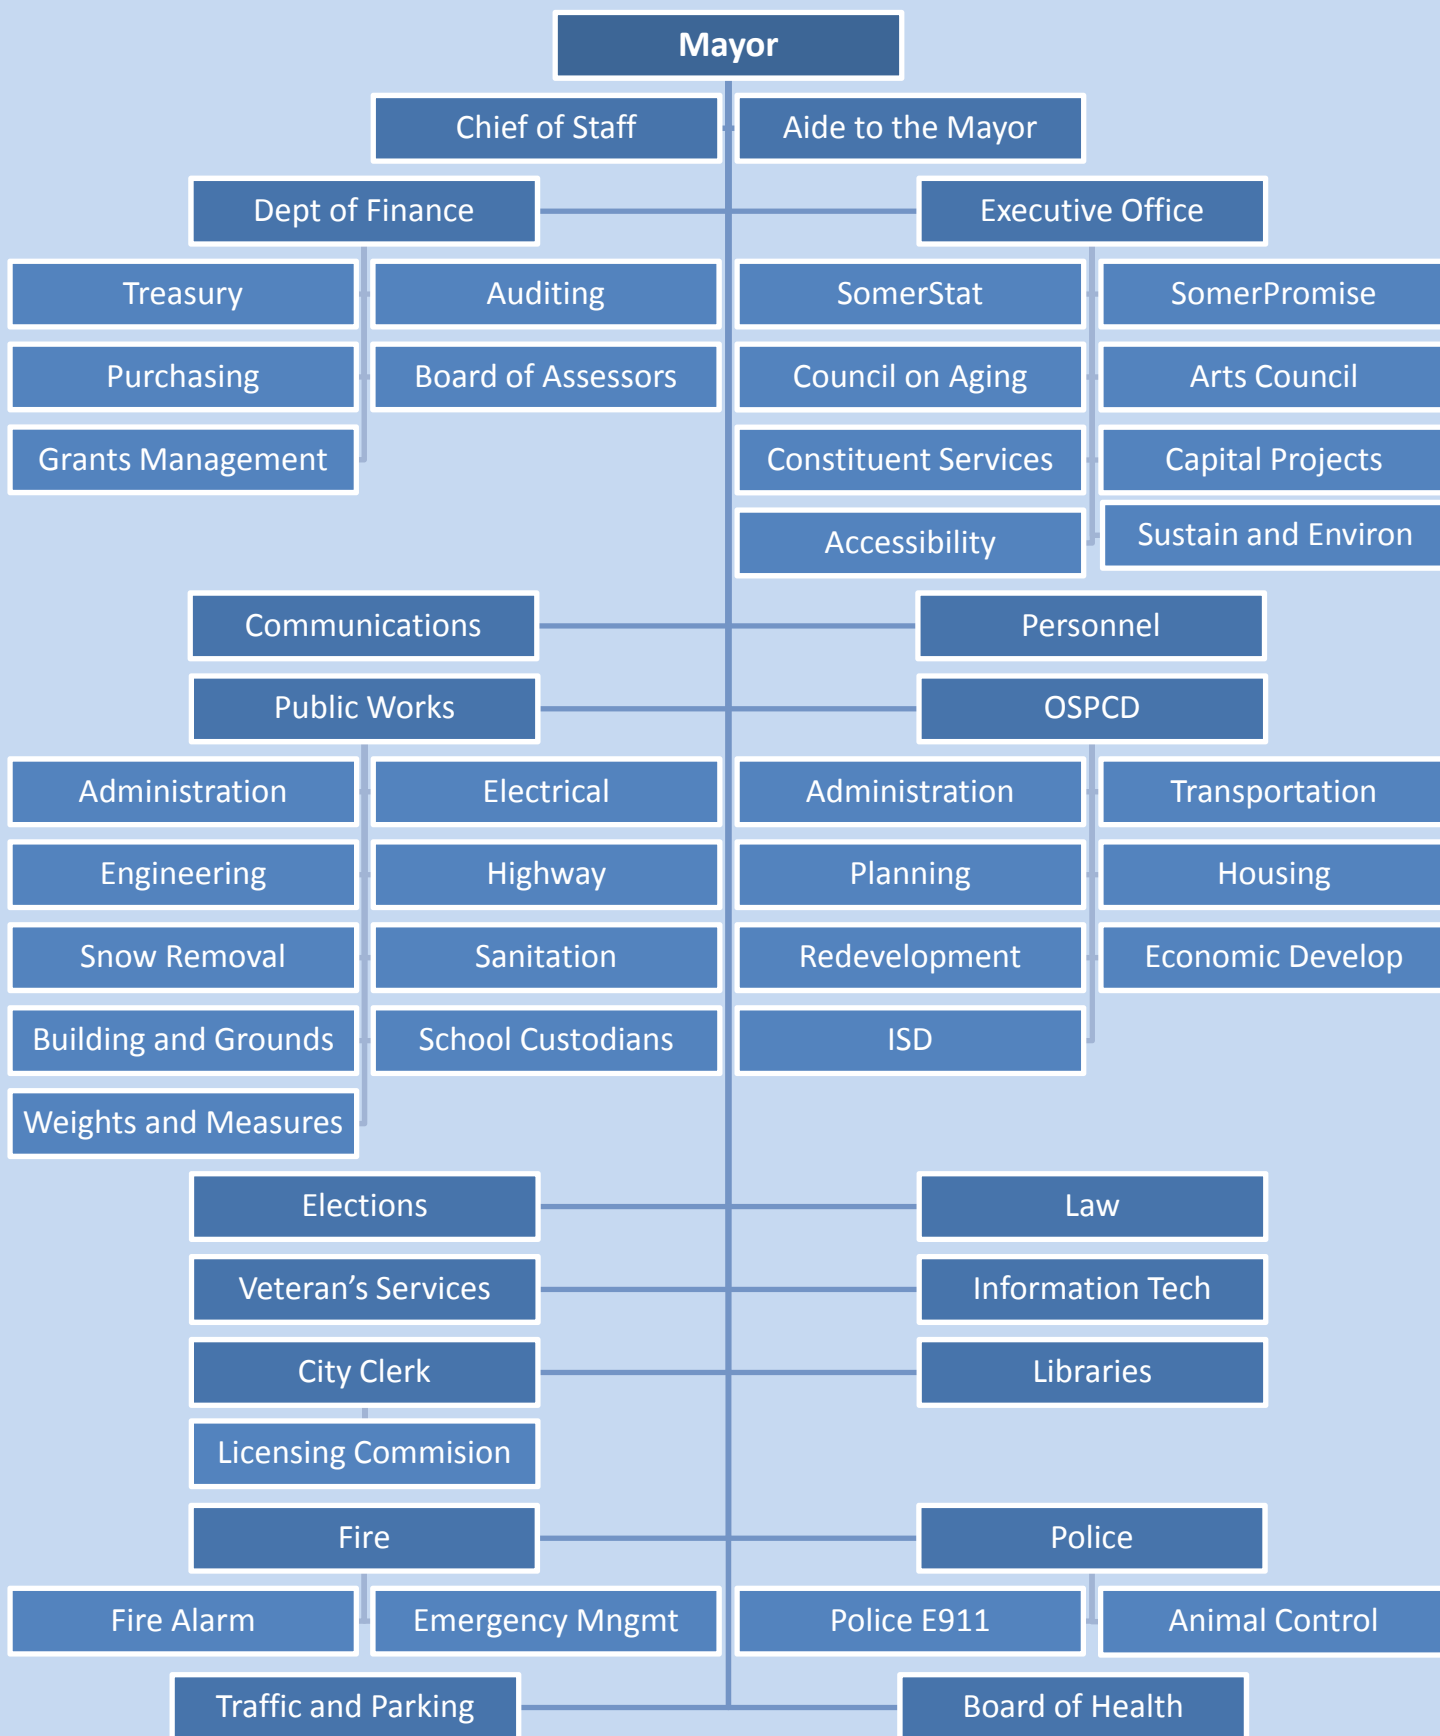 Mayor
Chief of Staff
Aide to the Mayor
Dept of Finance
Executive Office
Treasury
Auditing
SomerStat
SomerPromise
Purchasing
Board of Assessors
Council on Aging
Arts Council
Grants Management
Constituent Services
Capital Projects
Accessibility
Sustain and Environ
Communications
Personnel
Public Works
OSPCD
Administration
Electrical
Administration
Transportation
Engineering
Highway
Planning
Housing
Snow Removal
Sanitation
Redevelopment
Economic Develop
Building and Grounds
School Custodians
ISD
Weights and Measures
Elections
Law
Veteran’s Services
Information Tech
City Clerk
Libraries
Licensing Commision
Fire
Police
Fire Alarm
Emergency Mngmt
Police E911
Animal Control
Traffic and Parking
Board of Health